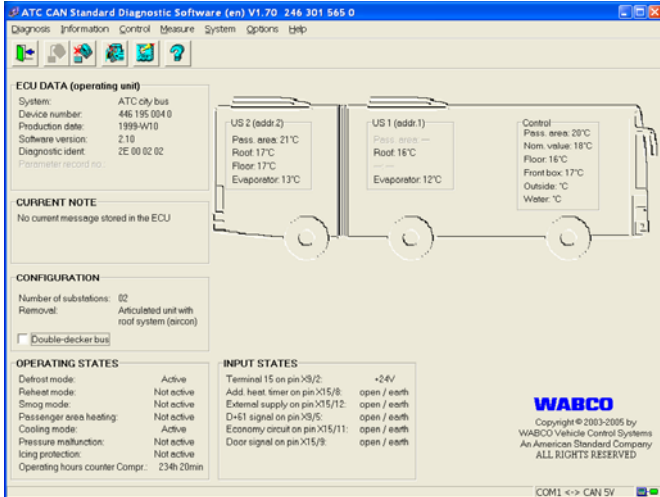 ATC CAN Standard Diagnostic Software (en) V1.70  246 301 565 0
Diagnosis Information Control Measure System Options Help
ECU DATA (operating unit)
System: ATC city bus
Device number: 446 195 004 0
Production date: 1999-W10
Software version: 2.10
Diagnostic ident: 2E 00 02 02
Parameter record no.:
CURRENT NOTE
No current message stored in the ECU
CONFIGURATION
Number of substations: 02
Removal: Articulated unit with
roof system (aircon)
Double-decker bus
US 2 (addr.2)
Pass. area: 21°C
Roof: 17°C
Floor: 17°C
Evaporator: 13°C
US 1 (addr.1)
Pass. area: ---
Roof: 16°C
--- ---
Evaporator: 12°C
Control
Pass. area: 20°C
Nom. value: 18°C
Floor: 16°C
Front box: 17°C
Outside: °C
Water: °C
OPERATING STATES
Defrost mode: Active
Reheat mode: Not active
Smog mode: Not active
Passenger area heating: Not active
Cooling mode: Active
Pressure malfunction: Not active
Icing protection: Not active
Operating hours counter Compr.: 234h 20min
INPUT STATES
Terminal 15 on pin X9/2: +24V
Add. heat. timer on pin X15/8: open / earth
External supply on pin X15/12: open / earth
D+61 signal on pin X9/5: open / earth
Economy circuit on pin X15/11: open / earth
Door signal on pin X15/9: open / earth
WABCO
Copyright © 2003-2005 by
WABCO Vehicle Control Systems
An American Standard Company
ALL RIGHTS RESERVED
COM1 <-> CAN 5V